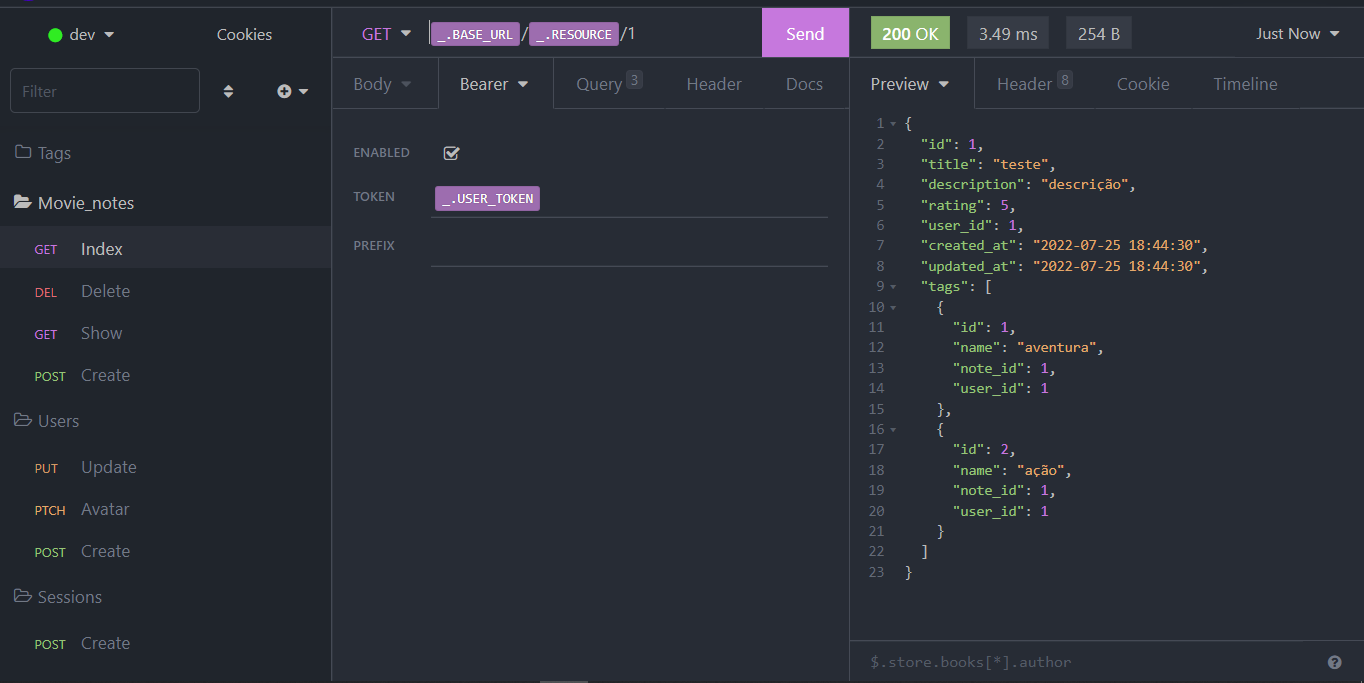 dev
Cookies
Filter
Tags
Movie_notes
GET Index
DEL Delete
GET Show
POST Create
Users
PUT Update
PTCH Avatar
POST Create
Sessions
POST Create
GET _.BASE_URL/_.RESOURCE/1 Send
Body Bearer Query 3 Header Docs
ENABLED
TOKEN _.USER_TOKEN
PREFIX
200 OK 3.49 ms 254 B Just Now
Preview Header 8 Cookie Timeline
1 {
2 "id": 1,
3 "title": "teste",
4 "description": "descrição",
5 "rating": 5,
6 "user_id": 1,
7 "created_at": "2022-07-25 18:44:30",
8 "updated_at": "2022-07-25 18:44:30",
9 "tags": [
10 {
11 "id": 1,
12 "name": "aventura",
13 "note_id": 1,
14 "user_id": 1
15 },
16 {
17 "id": 2,
18 "name": "ação",
19 "note_id": 1,
20 "user_id": 1
21 }
22 ]
23 }
$.store.books[*].author ?